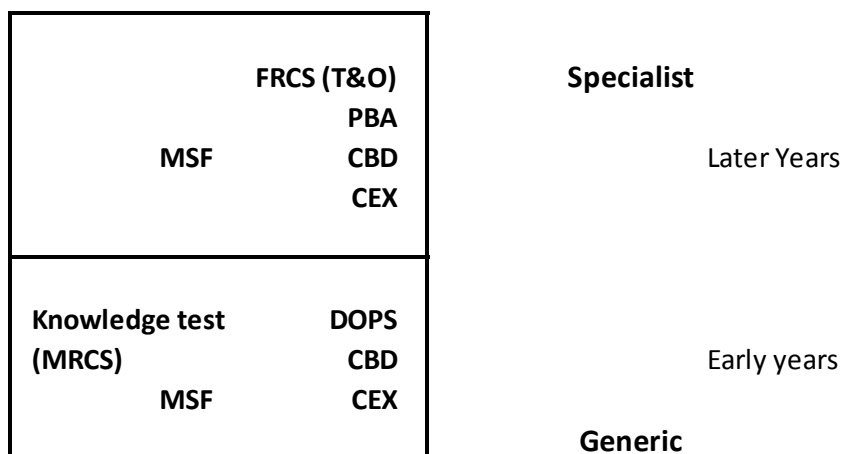 FRCS (T&O) Specialist
PBA
MSF CBD Later Years
CEX
Knowledge test DOPS
(MRCS) CBD Early years
MSF CEX
Generic